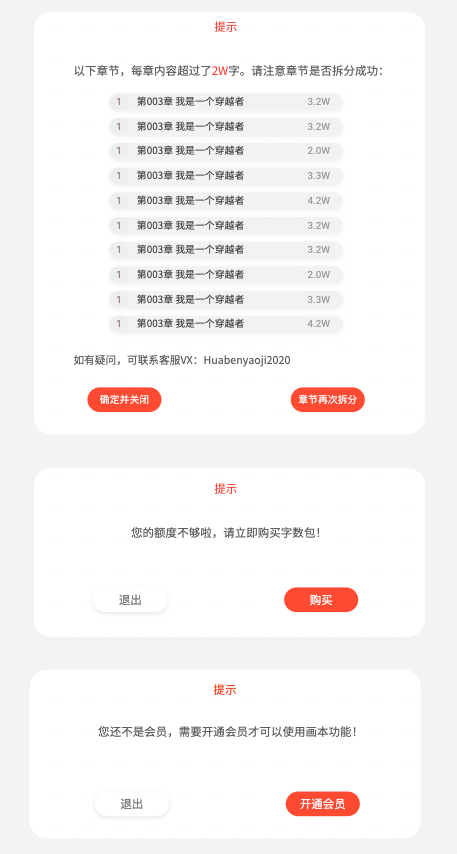 提示
以下章节，每章内容超过了2W字。请注意章节是否拆分成功：
1 第003章 我是一个穿越者 3.2W
1 第003章 我是一个穿越者 3.2W
1 第003章 我是一个穿越者 2.0W
1 第003章 我是一个穿越者 3.3W
1 第003章 我是一个穿越者 4.2W
1 第003章 我是一个穿越者 3.2W
1 第003章 我是一个穿越者 3.2W
1 第003章 我是一个穿越者 2.0W
1 第003章 我是一个穿越者 3.3W
1 第003章 我是一个穿越者 4.2W
如有疑问，可联系客服VX：Huabenyaoji2020
确定并关闭 章节再次拆分
提示
您的额度不够啦，请立即购买字数包！
退出 购买
提示
您还不是会员，需要开通会员才可以使用画本功能！
退出 开通会员